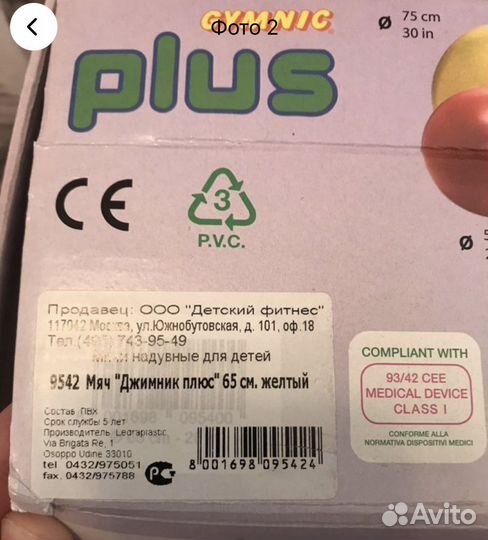 Фото 2
GYMNIC
plus
Ø 75 cm
30 in
CE
3
P.V.C.
Ø
Продавец: ООО "Детский фитнес"
117042 Москва, ул.Южнобутовская, д. 101, оф.18
Тел.(495)743-95-49
Мячи надувные для детей
9542 Мяч "Джимник плюс" 65 см. желтый
Состав: ПВХ
Срок службы 5 лет
Производитель: Ledraplastic
Via Brigata Re, 1
Osoppo Udine 33010
tel 0432/975051
fax. 0432/975788
8 001698 095424
COMPLIANT WITH
93/42 CEE
MEDICAL DEVICE
CLASS I
CONFORME ALLA
NORMATIVA DISPOSITIVI MEDICI
Avito